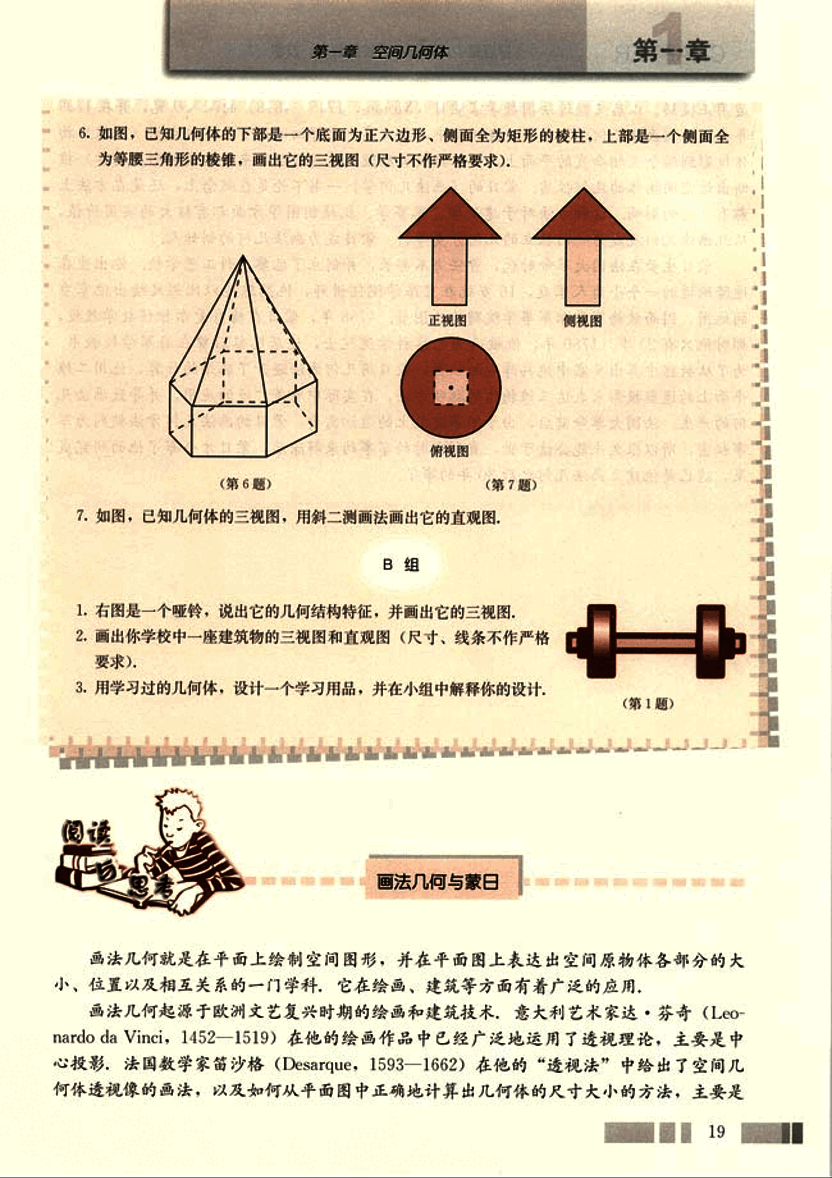 第一章 空间几何体
第一章
6. 如图，已知几何体的下部是一个底面为正六边形、侧面全为矩形的棱柱，上部是一个侧面全
为等腰三角形的棱锥，画出它的三视图（尺寸不作严格要求）.
正视图
侧视图
俯视图
（第 6 题）
（第 7 题）
7. 如图，已知几何体的三视图，用斜二测画法画出它的直观图.
B 组
1. 右图是一个哑铃，说出它的几何结构特征，并画出它的三视图.
2. 画出你学校中一座建筑物的三视图和直观图（尺寸、线条不作严格
要求）.
3. 用学习过的几何体，设计一个学习用品，并在小组中解释你的设计.
（第 1 题）
阅读
与
思考
画法几何与蒙日
画法几何就是在平面上绘制空间图形，并在平面图上表达出空间原物体各部分的大
小、位置以及相互关系的一门学科. 它在绘画、建筑等方面有着广泛的应用.
画法几何起源于欧洲文艺复兴时期的绘画和建筑技术. 意大利艺术家达·芬奇（Leo-
nardo da Vinci，1452—1519）在他的绘画作品中已经广泛地运用了透视理论，主要是中
心投影. 法国数学家笛沙格（Desarque，1593—1662）在他的“透视法”中给出了空间几
何体透视像的画法，以及如何从平面图中正确地计算出几何体的尺寸大小的方法，主要是
19